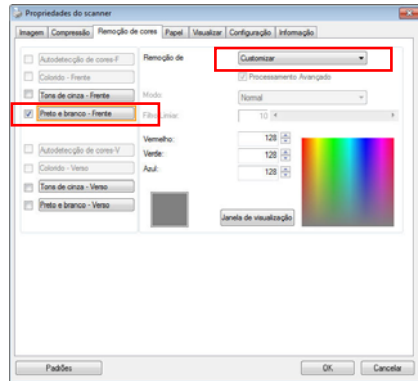 Propriedades do scanner
Imagem Compressão Remoção de cores Papel Visualizar Configuração Informação
Autodetecção de cores-F
Colorido - Frente
Tons de cinza - Frente
Preto e branco - Frente
Autodetecção de cores-V
Colorido - Verso
Tons de cinza - Verso
Preto e branco - Verso
Remoção de
Customizar
Processamento Avançado
Modo:
Normal
Filtro Limiar:
10
Vermelho:
128
Verde:
128
Azul:
128
Janela de visualização
Padrões
OK
Cancelar